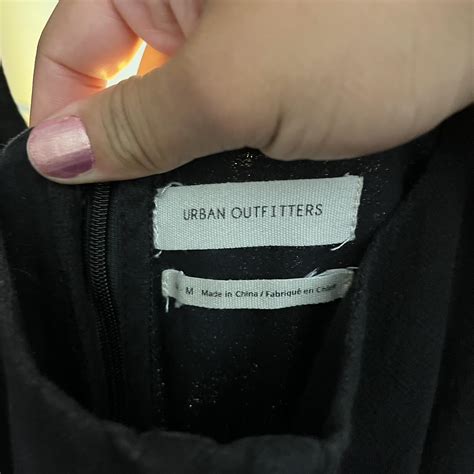 URBAN OUTFITTERS
M Made in China / Fabriqué en Chine